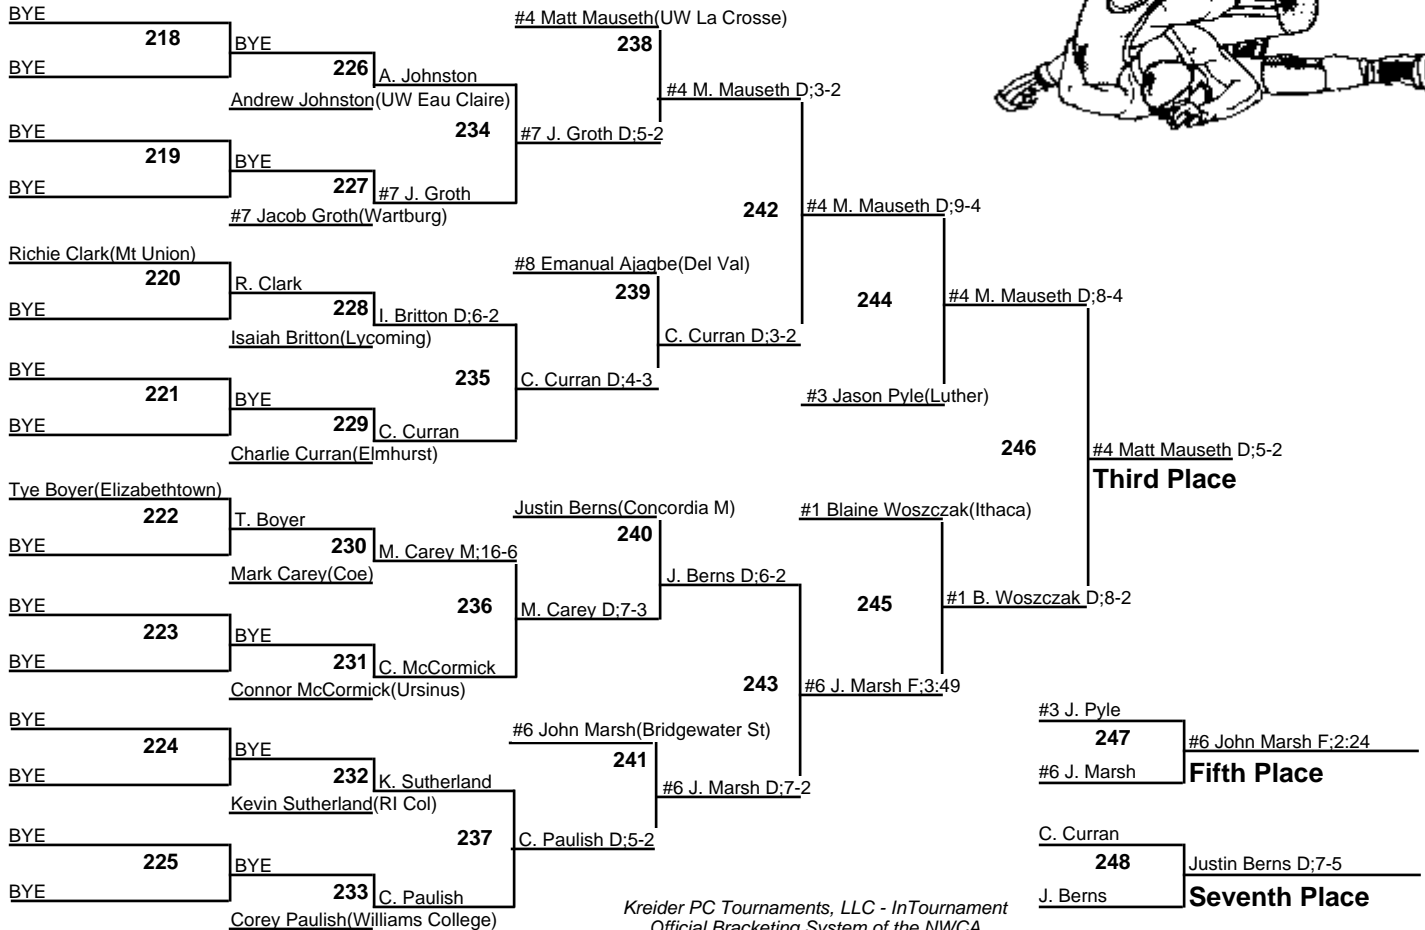 BYE
218
BYE
BYE
226
A. Johnston
Andrew Johnston(UW Eau Claire)
234
BYE
219
BYE
BYE
227
#7 J. Groth
#7 Jacob Groth(Wartburg)
#4 Matt Mauseth(UW La Crosse)
238
#4 M. Mauseth D;3-2
#7 J. Groth D;5-2
242
#4 M. Mauseth D;9-4
Richie Clark(Mt Union)
220
R. Clark
BYE
228
I. Britton D;6-2
Isaiah Britton(Lycoming)
235
C. Curran D;4-3
BYE
221
BYE
BYE
229
C. Curran
Charlie Curran(Elmhurst)
#8 Emanual Ajagbe(Del Val)
239
C. Curran D;3-2
244
#4 M. Mauseth D;8-4
#3 Jason Pyle(Luther)
246
#4 Matt Mauseth D;5-2
Third Place
Tye Boyer(Elizabethtown)
222
T. Boyer
BYE
230
M. Carey M;16-6
Mark Carey(Coe)
236
M. Carey D;7-3
BYE
223
BYE
BYE
231
C. McCormick
Connor McCormick(Ursinus)
Justin Berns(Concordia M)
240
J. Berns D;6-2
#1 Blaine Woszczak(Ithaca)
245
#1 B. Woszczak D;8-2
243
#6 J. Marsh F;3:49
BYE
224
BYE
BYE
232
K. Sutherland
Kevin Sutherland(RI Col)
237
C. Paulish D;5-2
BYE
225
BYE
BYE
233
C. Paulish
Corey Paulish(Williams College)
#6 John Marsh(Bridgewater St)
241
#6 J. Marsh D;7-2
#3 J. Pyle
247
#6 John Marsh F;2:24
#6 J. Marsh
Fifth Place
C. Curran
248
Justin Berns D;7-5
J. Berns
Seventh Place
Kreider PC Tournaments, LLC - InTournament
Official Bracketing System of the NWCA